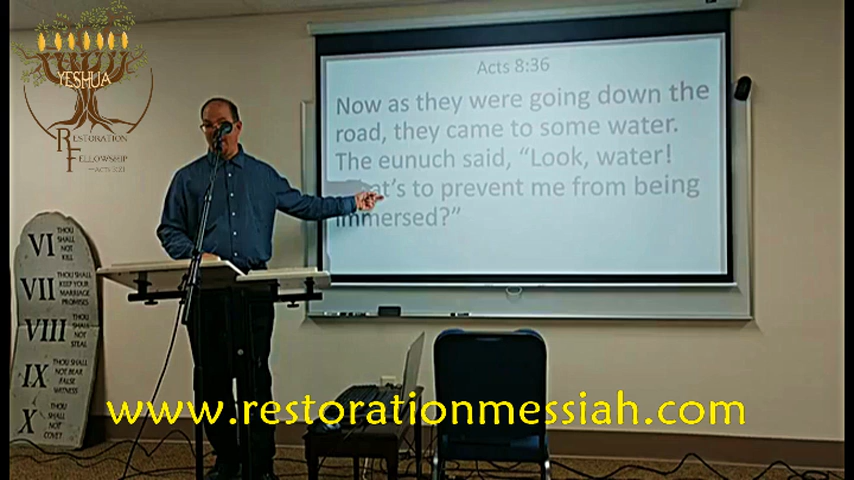 YESHUA
RESTORATION
FELLOWSHIP
Acts 8:36
Now as they were going down the
road, they came to some water.
The eunuch said, “Look, water!
to prevent me from being
immersed?”
VI THOU
SHALL
NOT
KILL
VII THOU SHALL
KEEP YOUR
MARRIAGE
PROMISES
VIII THOU
SHALL
NOT
STEAL
IX THOU SHALL
NOT BEAR
FALSE
WITNESS
X THOU
SHALL
NOT
COVET
www.restorationmessiah.com